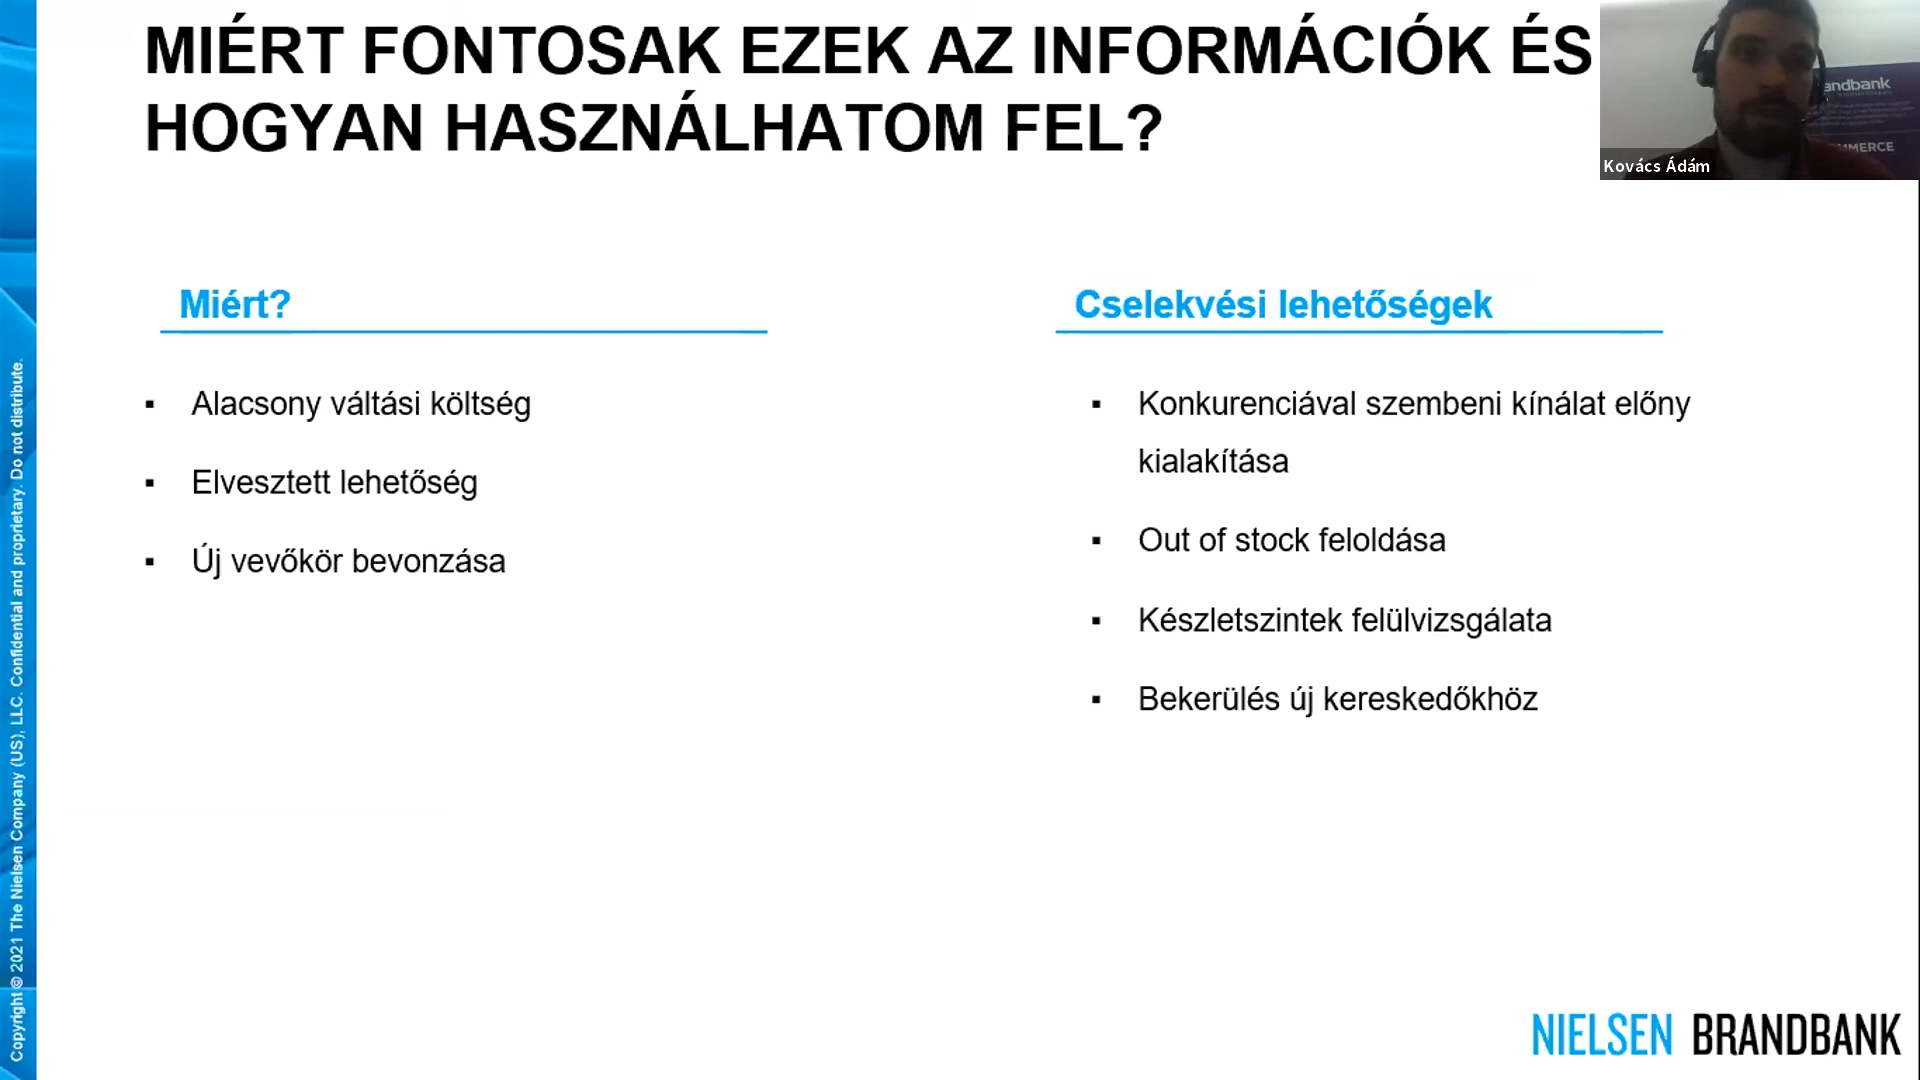 MIÉRT FONTOSAK EZEK AZ INFORMÁCIÓK ÉS
HOGYAN HASZNÁLHATOM FEL?
andbank
MMERCE
Kovács Ádám
Miért?
▪ Alacsony váltási költség
▪ Elvesztett lehetőség
▪ Új vevőkör bevonzása
Cselekvési lehetőségek
▪ Konkurenciával szembeni kínálat előny
kialakítása
▪ Out of stock feloldása
▪ Készletszintek felülvizsgálata
▪ Bekerülés új kereskedőkhöz
Copyright © 2021 The Nielsen Company (US), LLC. Confidential and proprietary. Do not distribute.
NIELSEN BRANDBANK